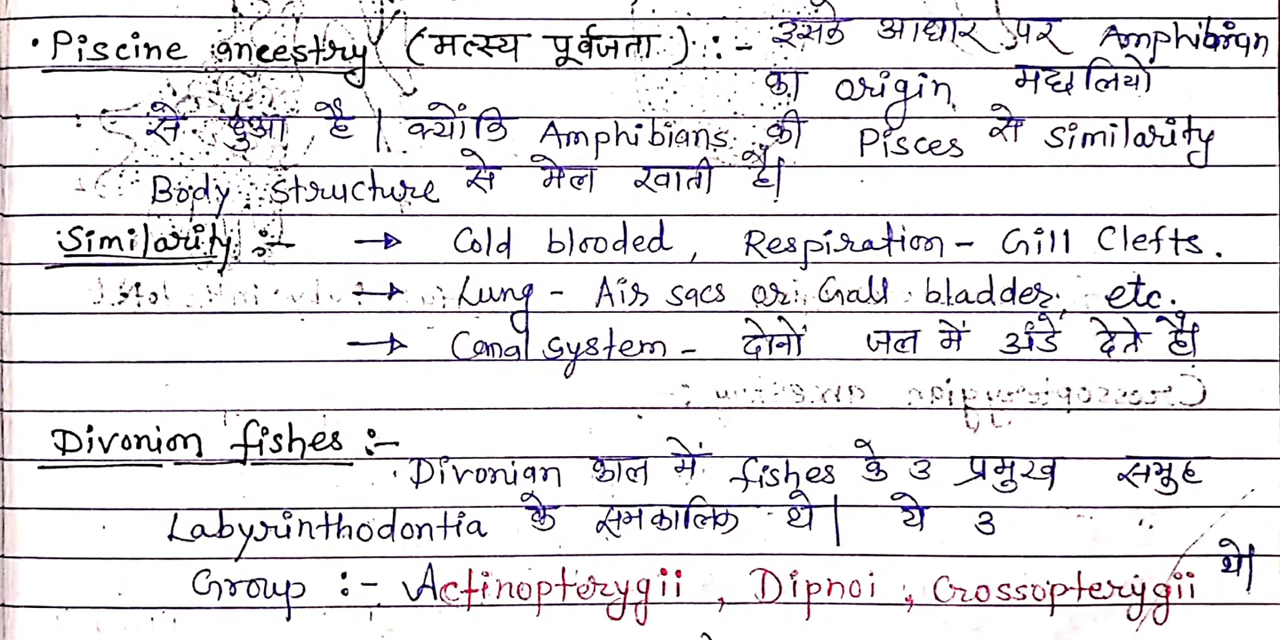 • Piscine ancestry (मत्स्य पूर्वजता) :- इसके आधार पर Amphibian
का origin मछलियों
से हुआ है। क्योंकि Amphibians की Pisces से Similarity
Body structure से मेल खाती है।
Similarity :- → Cold blooded, Respiration - Gill Clefts.
→ Lung - Air sacs or Gall bladder etc.
→ Canal system - दोनों जल में अंडे देते है।
Divonion fishes :-
Divonian काल में fishes के 3 प्रमुख समुह
Labyrinthodontia के समकालिक थे। ये 3
Group :- Actinopterygii, Dipnoi, Crossopterygii थे।